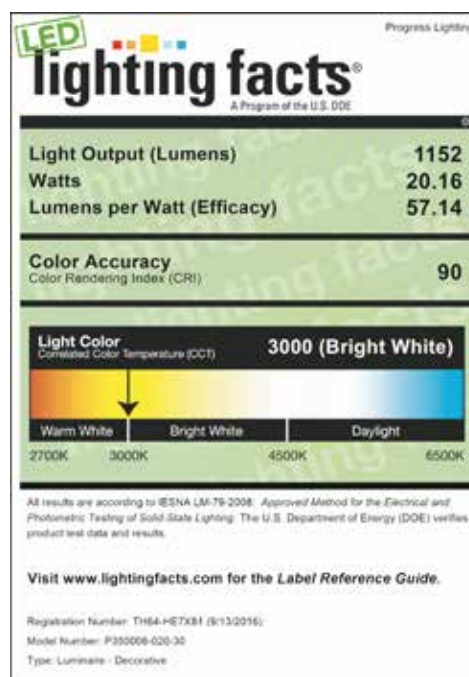 Progress Lighting
LED
lighting facts®
A Program of the U.S. DOE
Light Output (Lumens) 1152
Watts 20.16
Lumens per Watt (Efficacy) 57.14
Color Accuracy
Color Rendering Index (CRI) 90
Light Color
Correlated Color Temperature (CCT) 3000 (Bright White)
Warm White Bright White Daylight
2700K 3000K 4500K 6500K
All results are according to IESNA LM-79-2008: Approved Method for the Electrical and
Photometric Testing of Solid-State Lighting. The U.S. Department of Energy (DOE) verifies
product test data and results.
Visit www.lightingfacts.com for the Label Reference Guide.
Registration Number: TH64-HE7X81 (9/13/2016)
Model Number: P350006-020-30
Type: Luminaire - Decorative